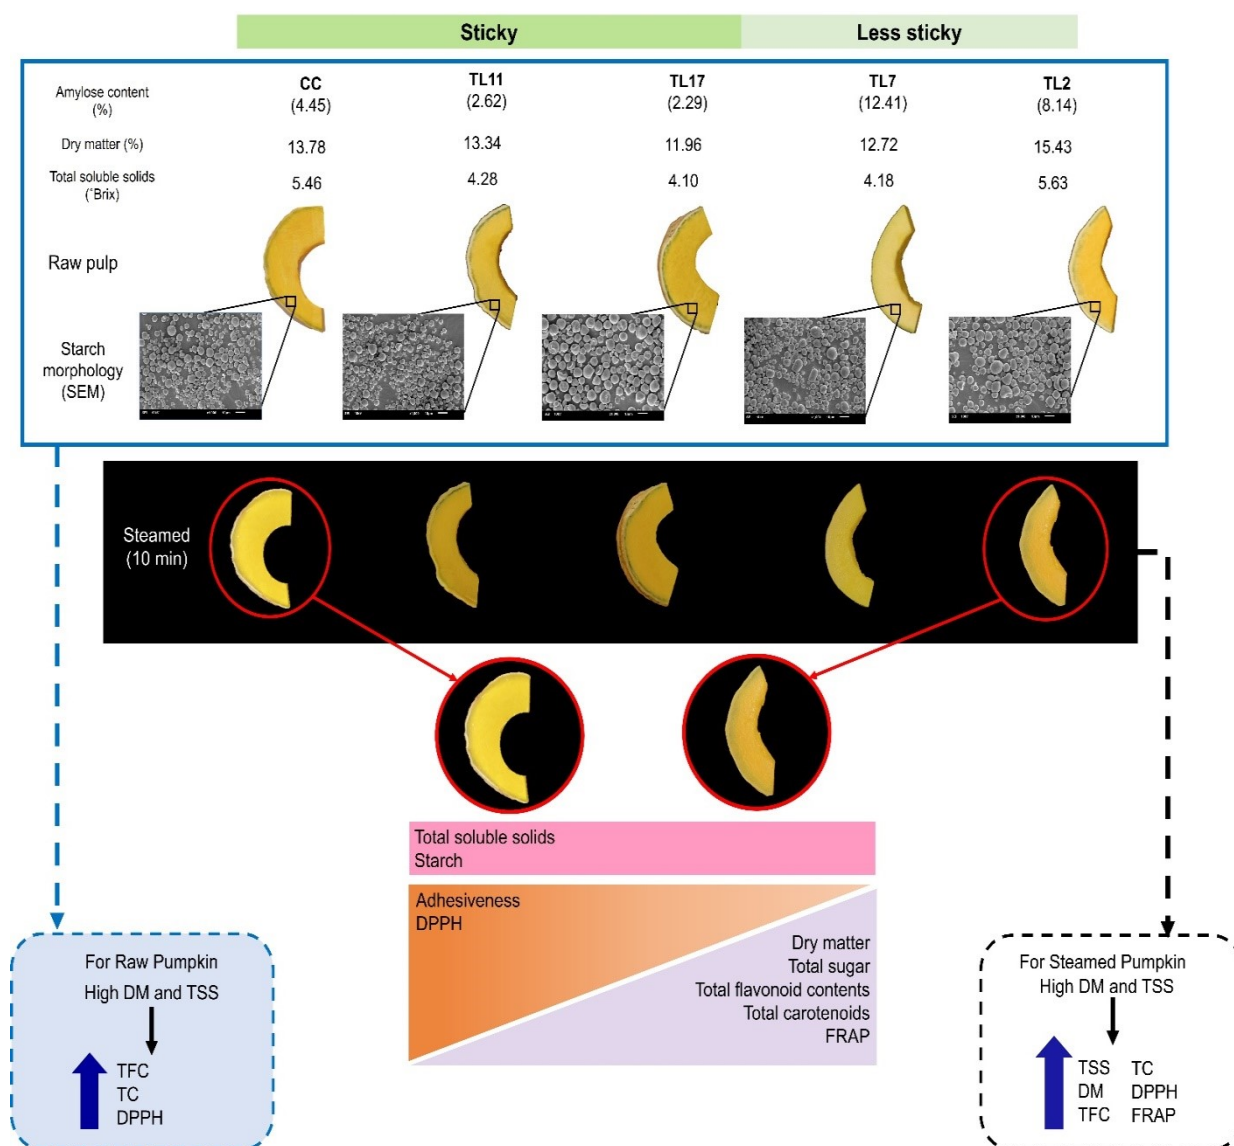 Sticky
Less sticky
Amylose content
(%)
CC
(4.45)
TL11
(2.62)
TL17
(2.29)
TL7
(12.41)
TL2
(8.14)
Dry matter (%)
13.78
13.34
11.96
12.72
15.43
Total soluble solids
(˚Brix)
5.46
4.28
4.10
4.18
5.63
Raw pulp
Starch
morphology
(SEM)
Steamed
(10 min)
Total soluble solids
Starch
Adhesiveness
DPPH
Dry matter
Total sugar
Total flavonoid contents
Total carotenoids
FRAP
For Raw Pumpkin
High DM and TSS
TFC
TC
DPPH
For Steamed Pumpkin
High DM and TSS
TSS TC
DM DPPH
TFC FRAP